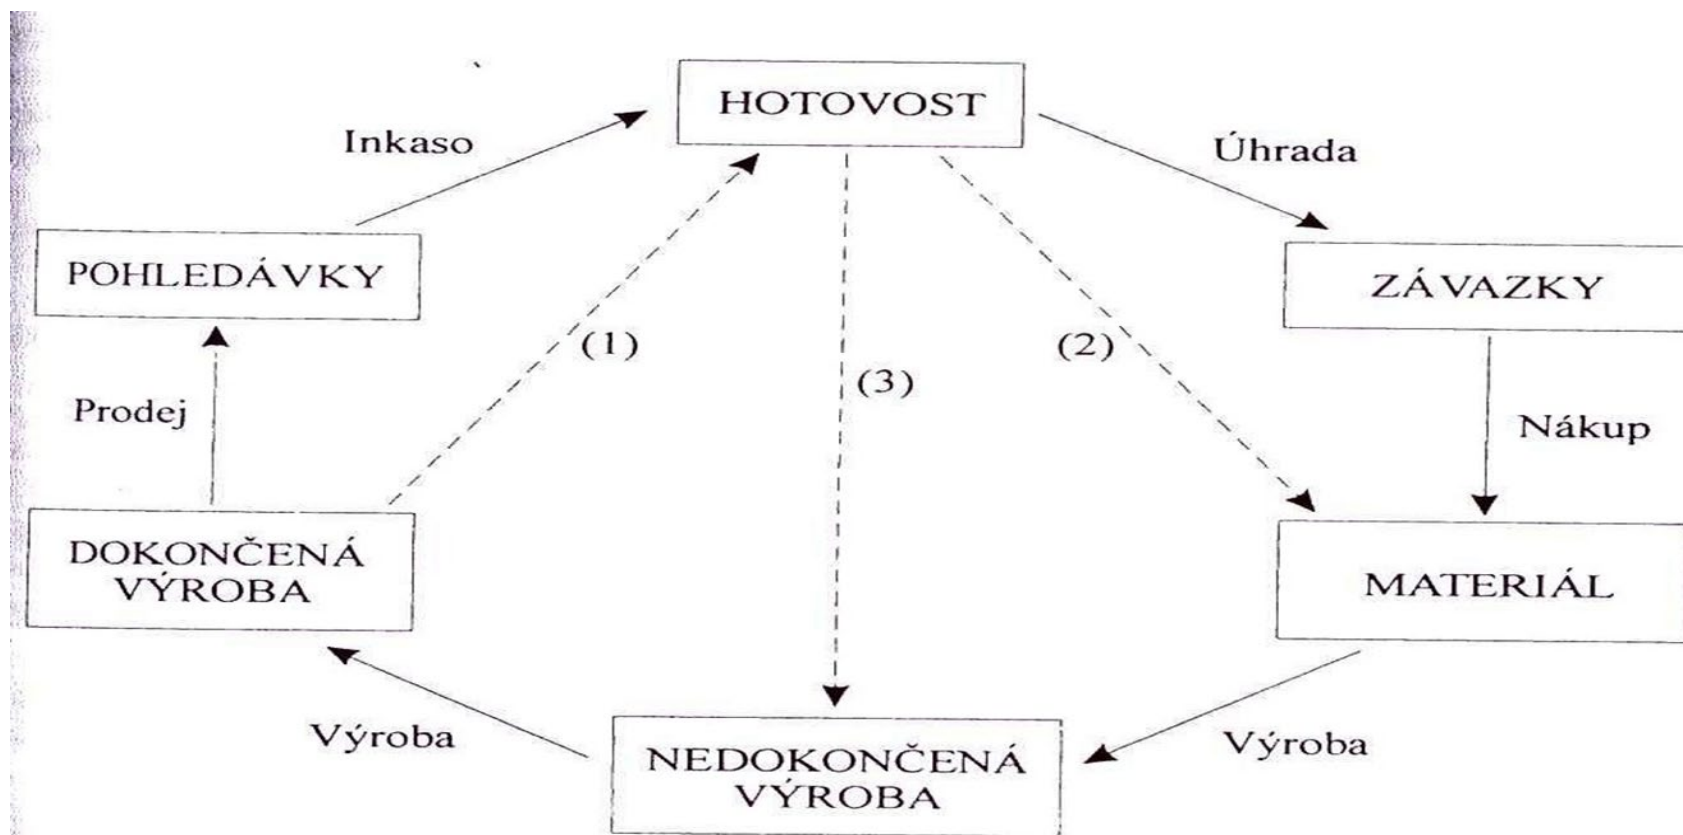 HOTOVOST
Inkaso
Úhrada
POHLEDÁVKY
ZÁVAZKY
(1)
(2)
(3)
Prodej
Nákup
DOKONČENÁ
VÝROBA
MATERIÁL
Výroba
Výroba
NEDOKONČENÁ
VÝROBA